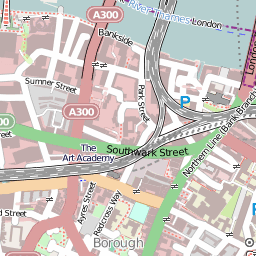 River Thames
London
A300
Bankside
London
Sumner Street
Park Street
P
A300
Northern Line (Bank Branch
The
Art Academy
Southwark Street
d Street
Ayres Street
Redcross Way
P
Borough